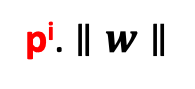 pⁱ. ‖ w ‖